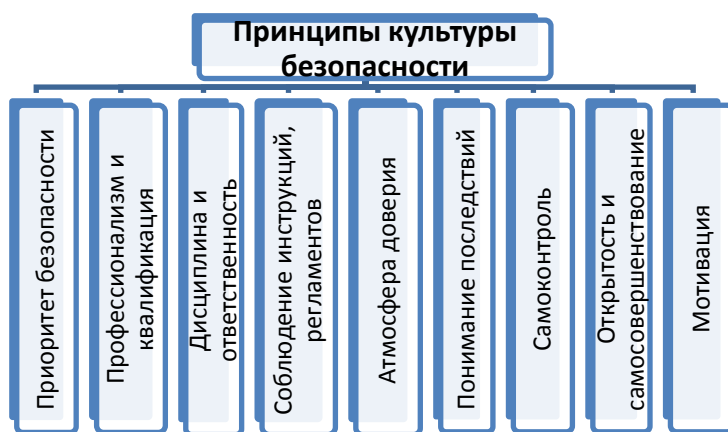 Принципы культуры
безопасности
Приоритет безопасности
Профессионализм и
квалификация
Дисциплина и
ответственность
Соблюдение инструкций,
регламентов
Атмосфера доверия
Понимание последствий
Самоконтроль
Открытость и
самосовершенствование
Мотивация